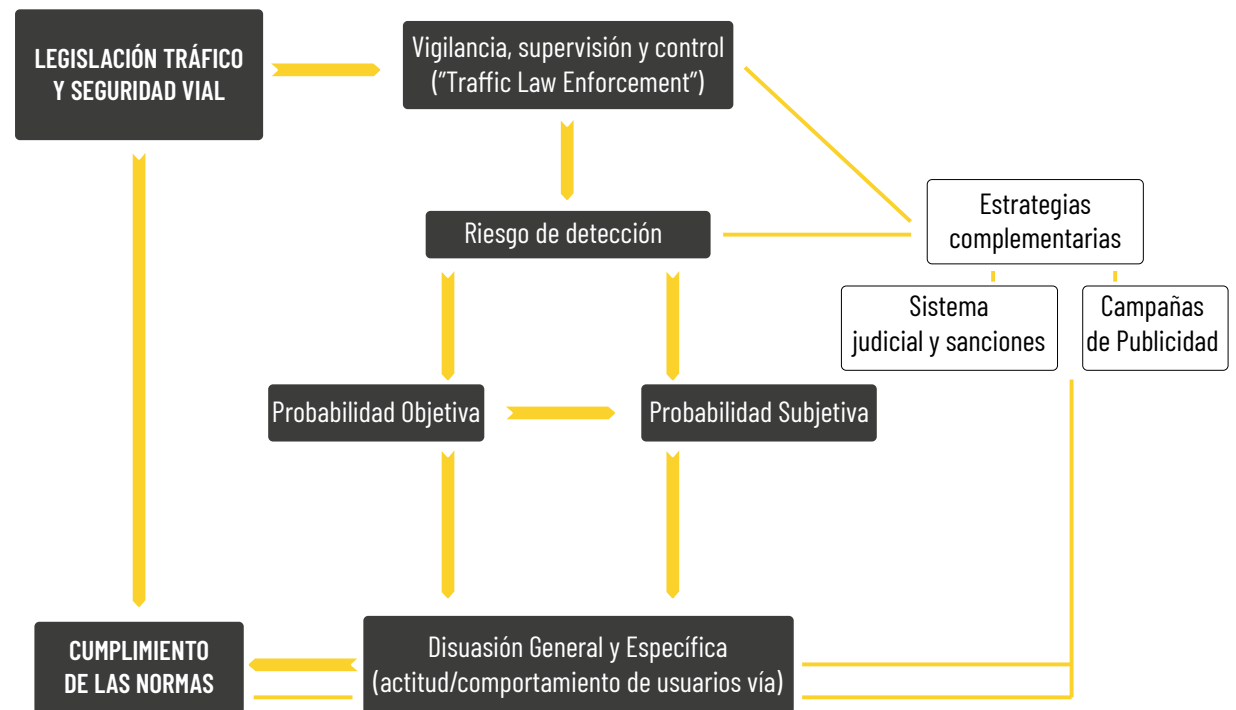 LEGISLACIÓN TRÁFICO
Y SEGURIDAD VIAL
Vigilancia, supervisión y control
("Traffic Law Enforcement")
Riesgo de detección
Estrategias
complementarias
Sistema
judicial y sanciones
Campañas
de Publicidad
Probabilidad Objetiva
Probabilidad Subjetiva
CUMPLIMIENTO
DE LAS NORMAS
Disuasión General y Específica
(actitud/comportamiento de usuarios vía)